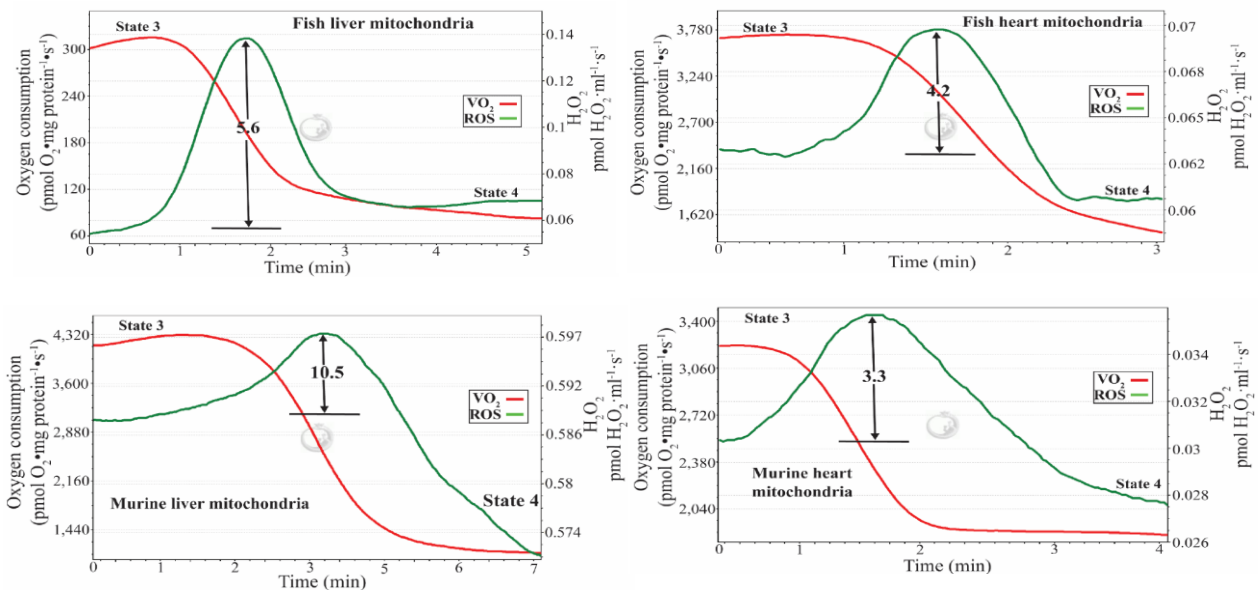 Fish liver mitochondria
State 3
Oxygen consumption
(pmol O₂•mg protein⁻¹•s⁻¹)
300
240
180
120
60
5.6
VO₂
ROS
State 4
0.14
0.12
0.1
0.08
0.06
H₂O₂
pmol H₂O₂·ml⁻¹·s⁻¹
0
1
2
3
4
5
Time (min)
Fish heart mitochondria
State 3
Oxygen consumption
(pmol O₂•mg protein⁻¹•s⁻¹)
3,780
3,240
2,700
2,160
1,620
4.2
VO₂
ROS
State 4
0.07
0.068
0.065
0.063
0.06
H₂O₂
pmol H₂O₂·ml⁻¹·s⁻¹
0
1
2
3
Time (min)
State 3
Oxygen consumption
(pmol O₂•mg protein⁻¹•s⁻¹)
4,320
3,600
2,880
2,160
1,440
10.5
VO₂
ROS
Murine liver mitochondria
State 4
0.597
0.592
0.586
0.58
0.574
H₂O₂
pmol H₂O₂·ml⁻¹·s⁻¹
0
1
2
3
4
5
6
7
Time (min)
State 3
Oxygen consumption
(pmol O₂•mg protein⁻¹•s⁻¹)
3,400
3,060
2,720
2,380
2,040
3.3
VO₂
ROS
Murine heart
mitochondria
State 4
0.034
0.032
0.03
0.028
0.026
H₂O₂
pmol H₂O₂·ml⁻¹·s⁻¹
0
1
2
3
4
Time (min)